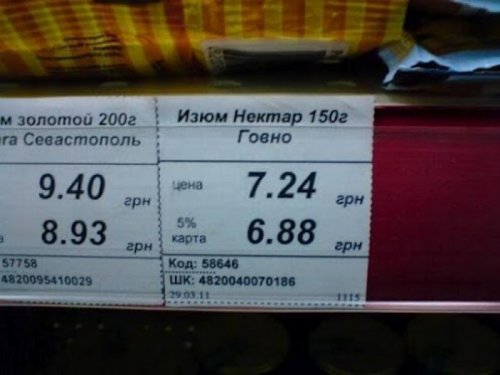 м золотой 200г
га Севастополь
9.40 грн
8.93 грн
57758
4820095410029
Изюм Нектар 150г
Говно
цена 7.24 грн
5%
карта 6.88 грн
Код: 58646
ШК: 4820040070186
29.03.11 1115